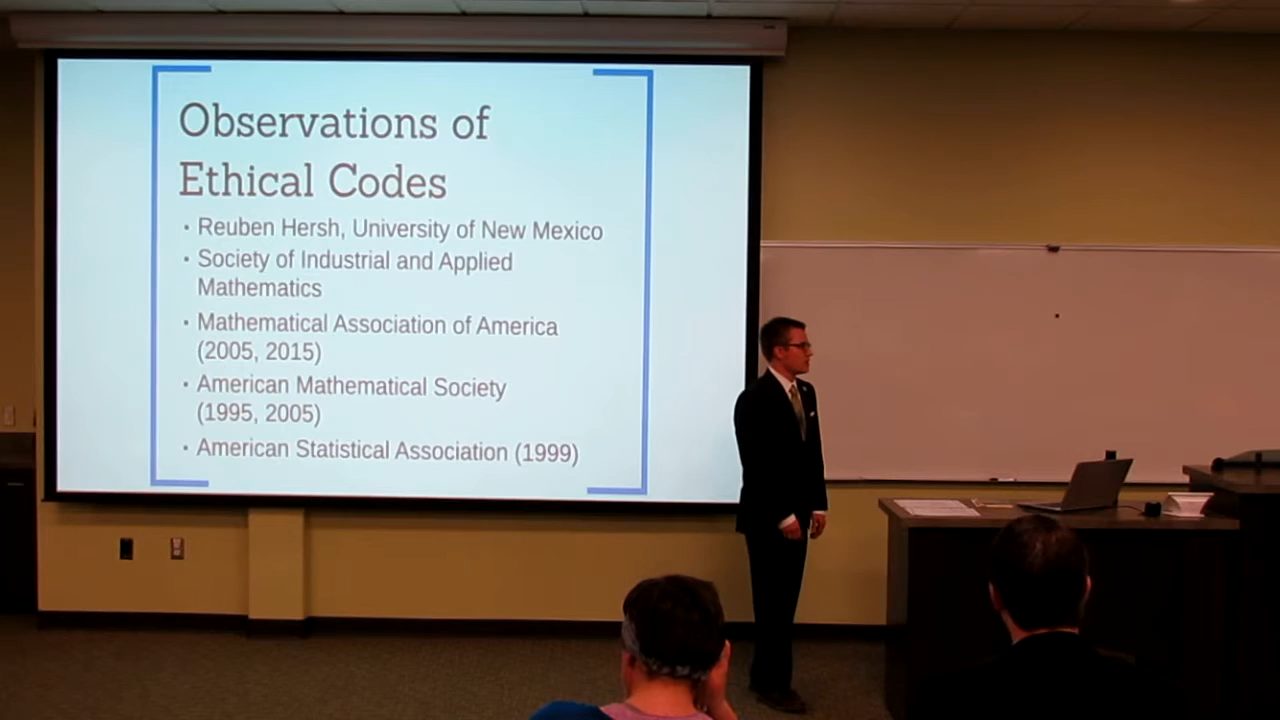 Observations of
Ethical Codes
· Reuben Hersh, University of New Mexico
· Society of Industrial and Applied
Mathematics
· Mathematical Association of America
(2005, 2015)
· American Mathematical Society
(1995, 2005)
· American Statistical Association (1999)